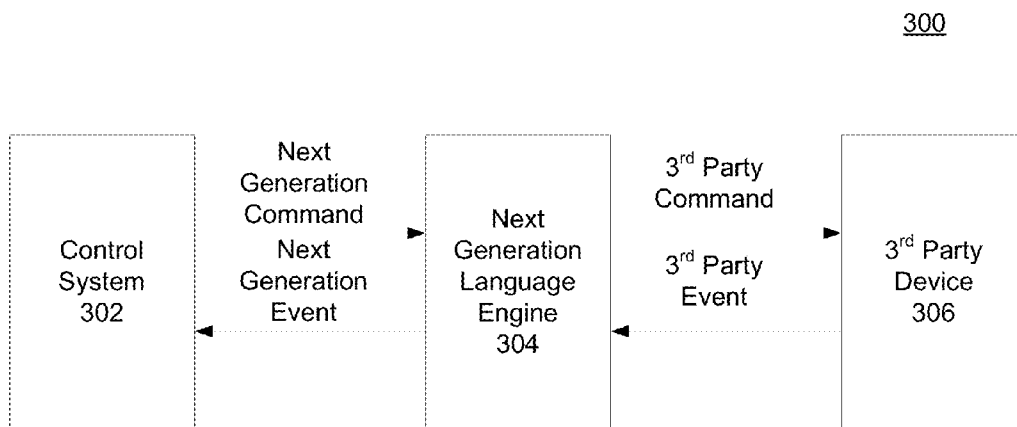 300
Next
Generation
Command
Next
Generation
Event
3rd Party
Command
3rd Party
Event
Control
System
302
Next
Generation
Language
Engine
304
3rd Party
Device
306